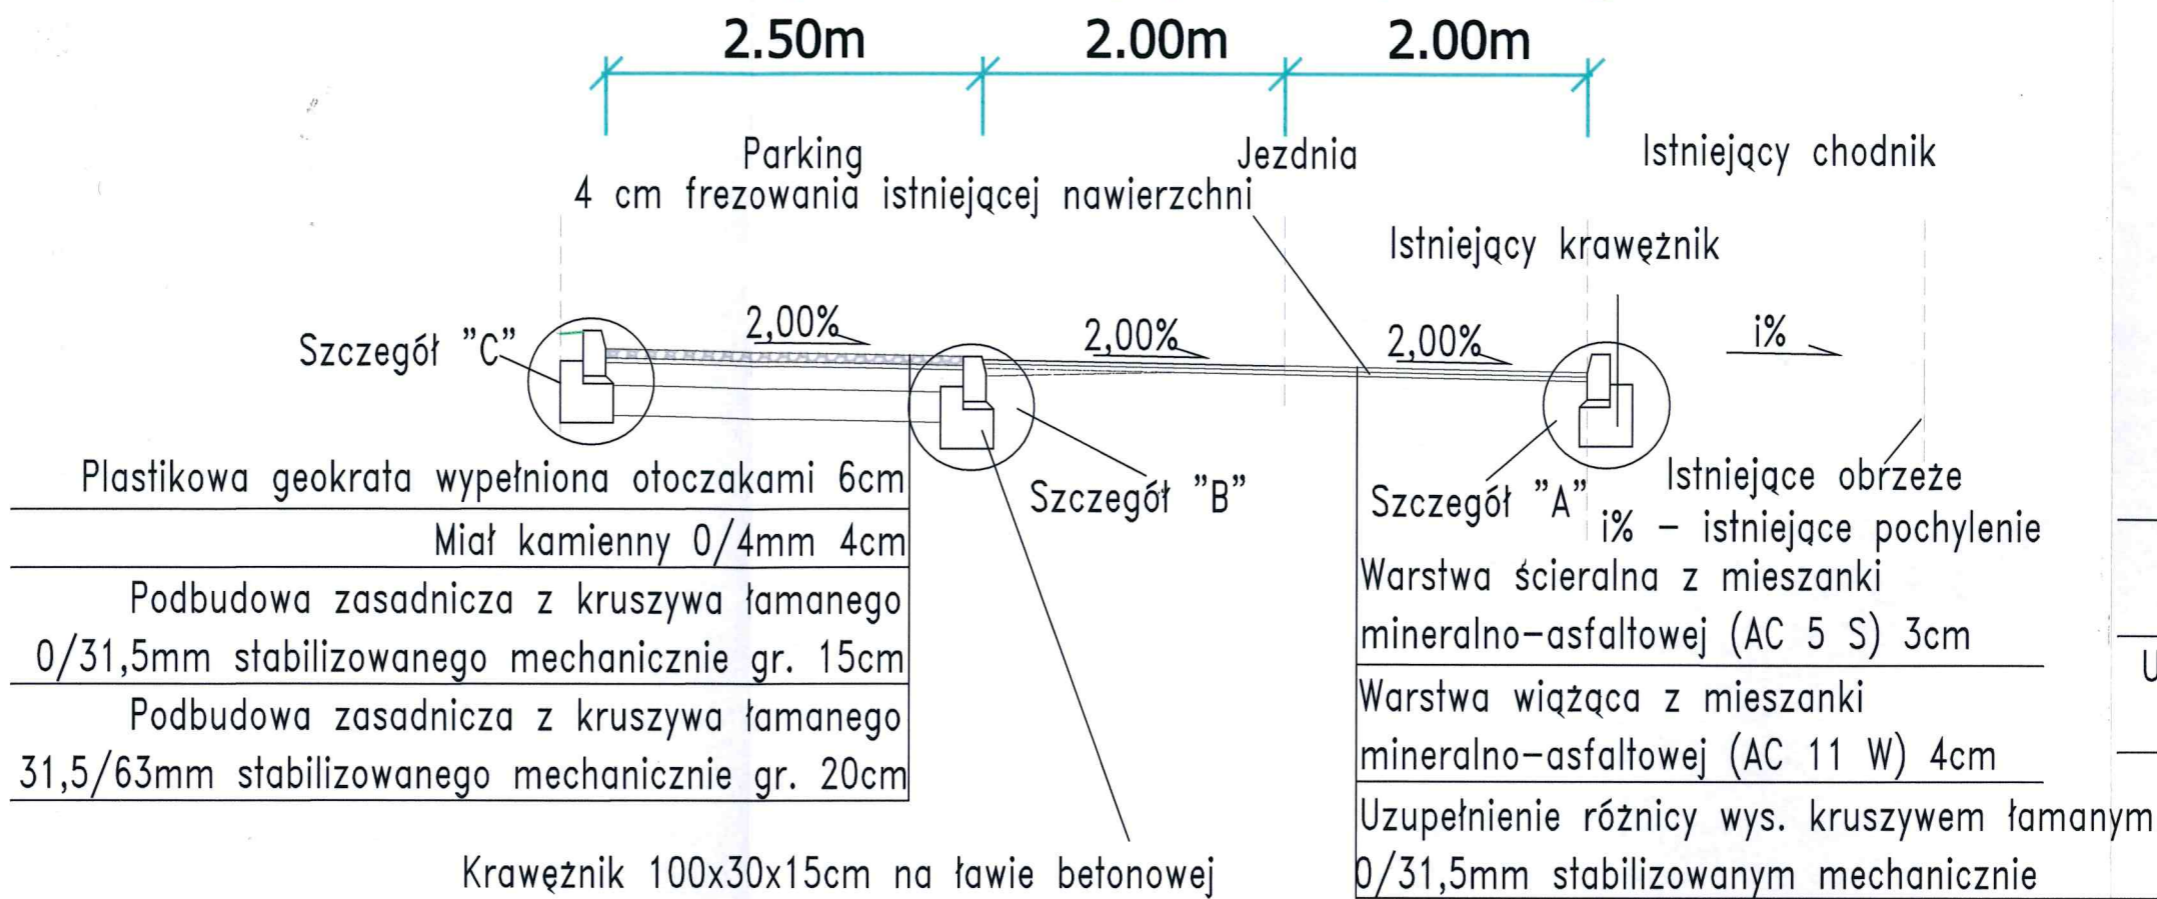 2.50m 2.00m 2.00m
Parking Jezdnia Istniejący chodnik
4 cm frezowania istniejącej nawierzchni
Istniejący krawężnik
Szczegół "C" 2,00% 2,00% 2,00% i%
Plastikowa geokrata wypełniona otoczakami 6cm
Miał kamienny 0/4mm 4cm
Podbudowa zasadnicza z kruszywa łamanego
0/31,5mm stabilizowanego mechanicznie gr. 15cm
Podbudowa zasadnicza z kruszywa łamanego
31,5/63mm stabilizowanego mechanicznie gr. 20cm
Krawężnik 100x30x15cm na ławie betonowej
Szczegół "B"
Szczegół "A"
Istniejące obrzeże
i% – istniejące pochylenie
Warstwa ścieralna z mieszanki
mineralno-asfaltowej (AC 5 S) 3cm
Warstwa wiążąca z mieszanki
mineralno-asfaltowej (AC 11 W) 4cm
Uzupełnienie różnicy wys. kruszywem łamanym
0/31,5mm stabilizowanym mechanicznie